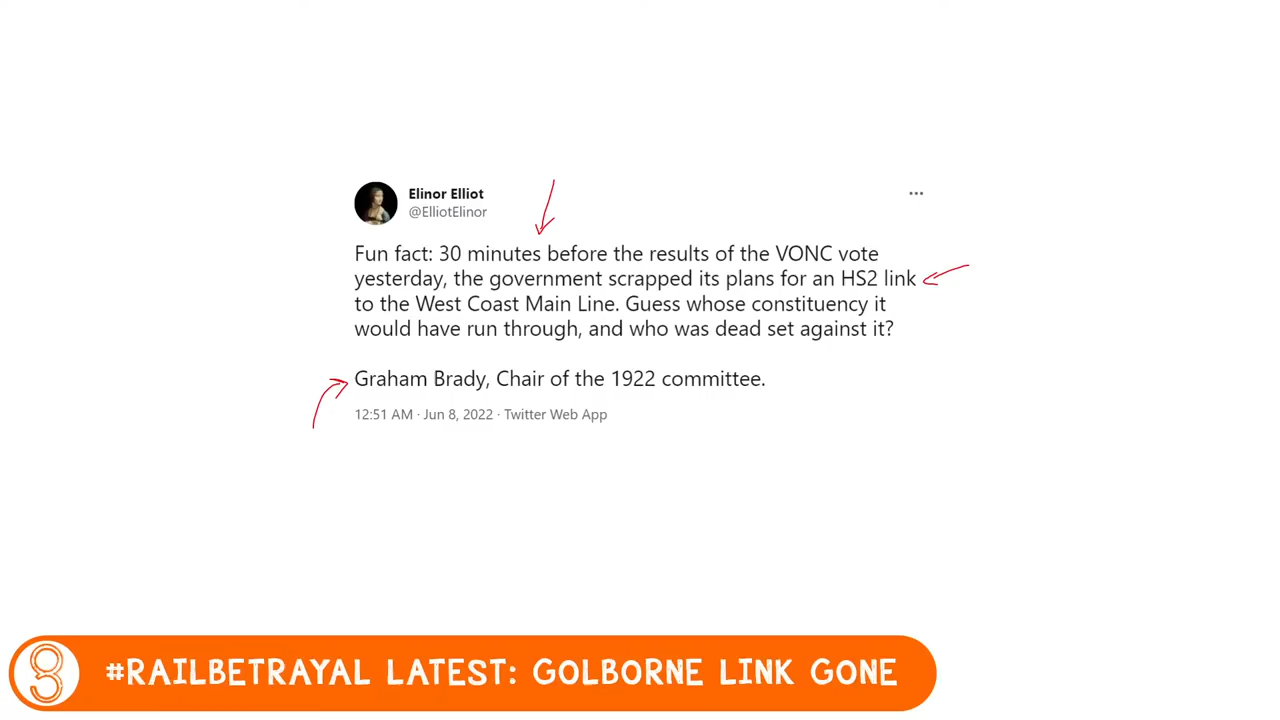 Elinor Elliot
@ElliotElinor
Fun fact: 30 minutes before the results of the VONC vote
yesterday, the government scrapped its plans for an HS2 link
to the West Coast Main Line. Guess whose constituency it
would have run through, and who was dead set against it?
Graham Brady, Chair of the 1922 committee.
12:51 AM · Jun 8, 2022 · Twitter Web App
#RAILBETRAYAL LATEST: GOLBORNE LINK GONE